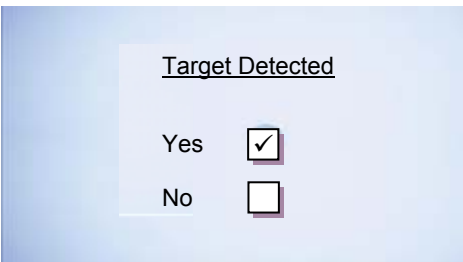 Target Detected
Yes ✓
No